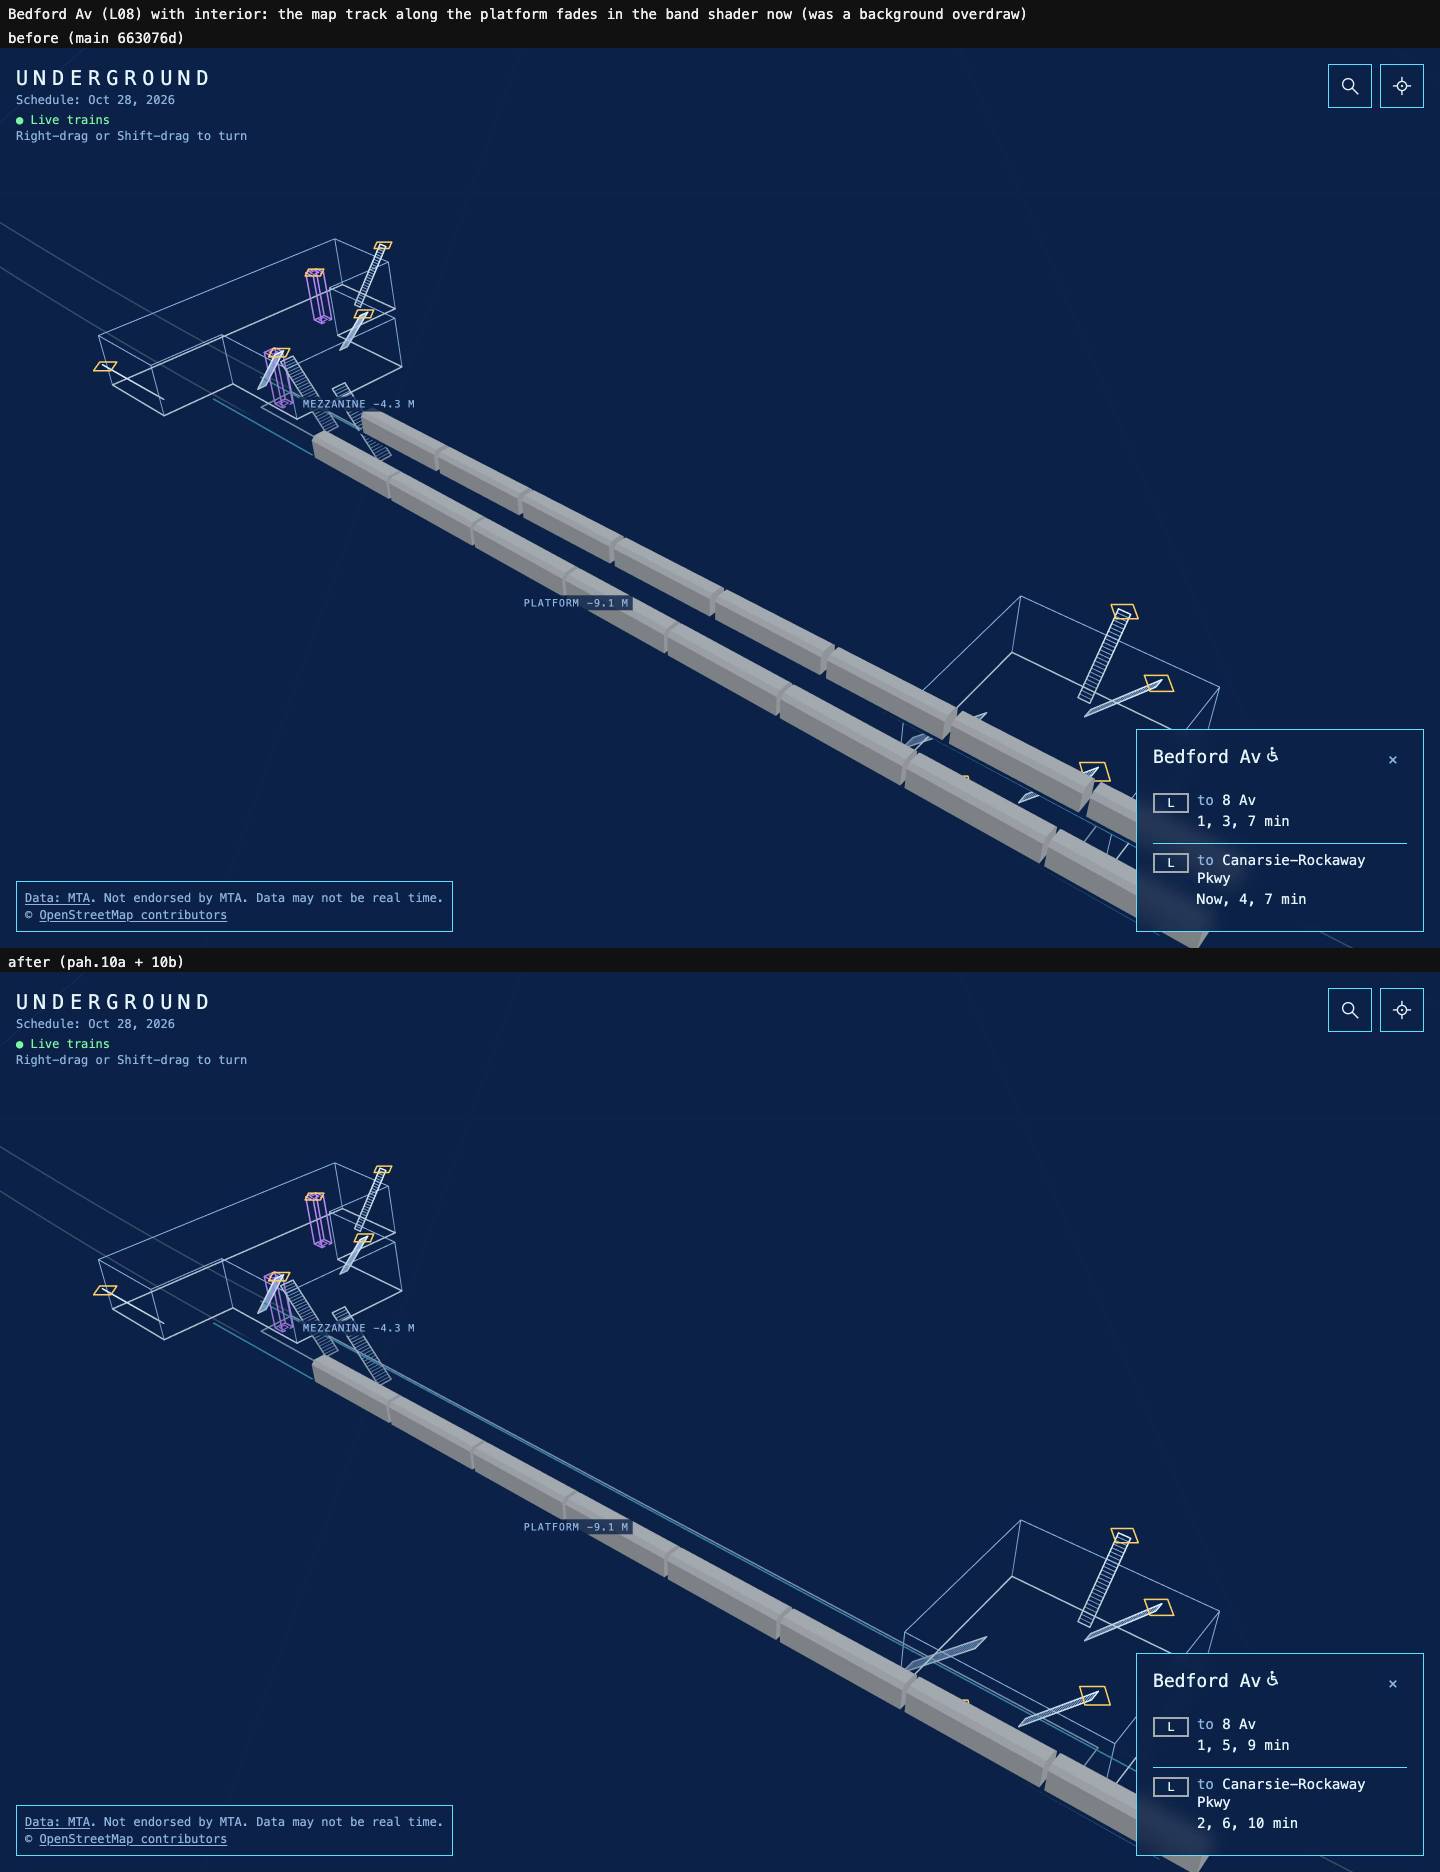 Bedford Av (L08) with interior: the map track along the platform fades in the band shader now (was a background overdraw)
before (main 663076d)
UNDERGROUND
Schedule: Oct 28, 2026
Live trains
Right-drag or Shift-drag to turn
MEZZANINE -4.3 M
PLATFORM -9.1 M
Bedford Av
×
L to 8 Av
1, 3, 7 min
L to Canarsie-Rockaway
Pkwy
Now, 4, 7 min
Data: MTA. Not endorsed by MTA. Data may not be real time.
© OpenStreetMap contributors
after (pah.10a + 10b)
UNDERGROUND
Schedule: Oct 28, 2026
Live trains
Right-drag or Shift-drag to turn
MEZZANINE -4.3 M
PLATFORM -9.1 M
Bedford Av
×
L to 8 Av
1, 5, 9 min
L to Canarsie-Rockaway
Pkwy
2, 6, 10 min
Data: MTA. Not endorsed by MTA. Data may not be real time.
© OpenStreetMap contributors